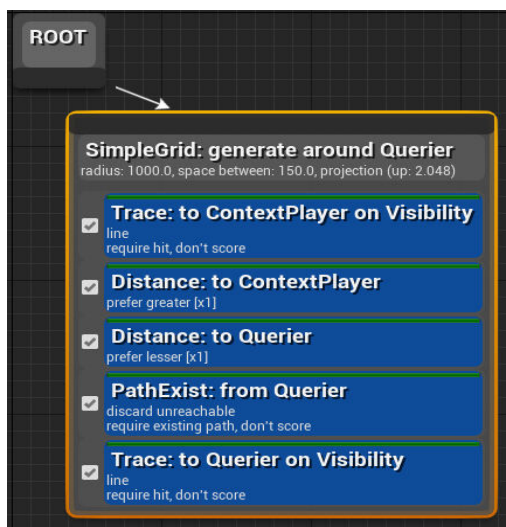 ROOT
SimpleGrid: generate around Querier
radius: 1000.0, space between: 150.0, projection (up: 2.048)
Trace: to ContextPlayer on Visibility
line
require hit, don't score
Distance: to ContextPlayer
prefer greater [x1]
Distance: to Querier
prefer lesser [x1]
PathExist: from Querier
discard unreachable
require existing path, don't score
Trace: to Querier on Visibility
line
require hit, don't score